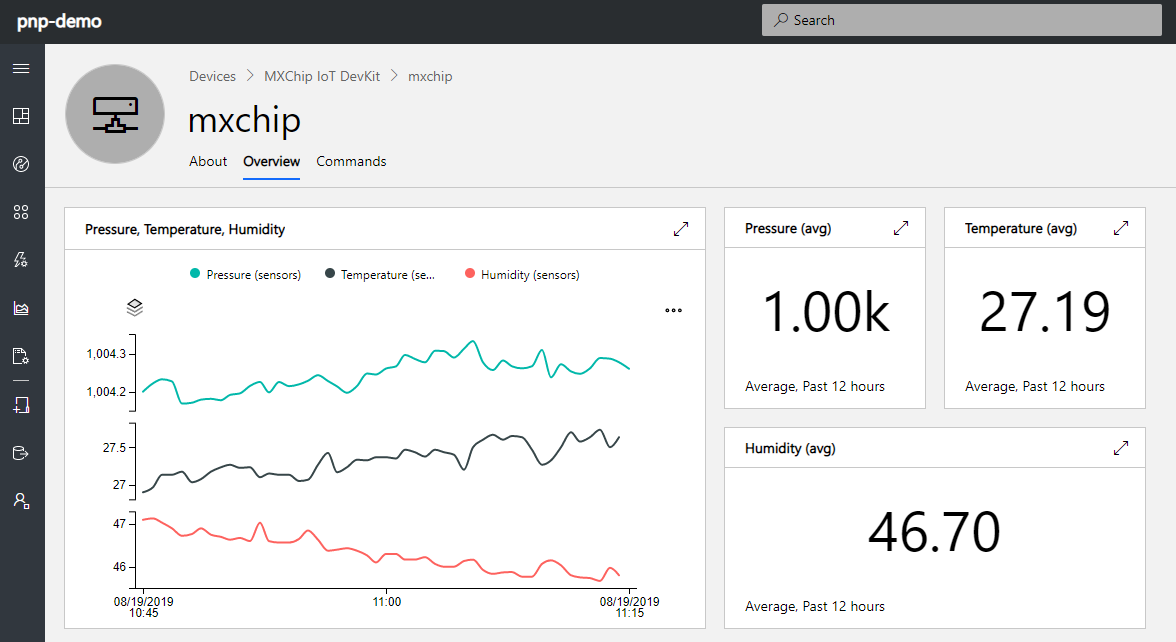 pnp-demo
Search
Devices > MXChip IoT DevKit > mxchip
mxchip
About Overview Commands
Pressure, Temperature, Humidity
Pressure (sensors) Temperature (se... Humidity (sensors)
1,004.3
1,004.2
27.5
27
47
46
08/19/2019 11:00 08/19/2019
10:45 11:15
Pressure (avg)
1.00k
Average, Past 12 hours
Temperature (avg)
27.19
Average, Past 12 hours
Humidity (avg)
46.70
Average, Past 12 hours